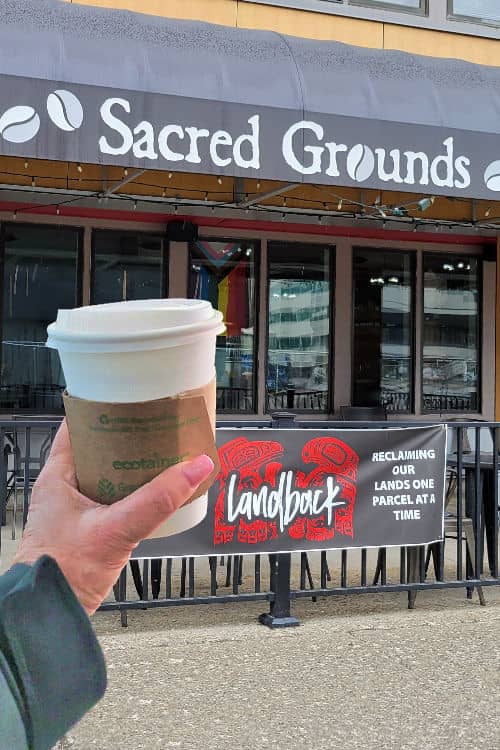 Sacred Grounds
ecotainer
landback
RECLAIMING
OUR
LANDS ONE
PARCEL AT A
TIME